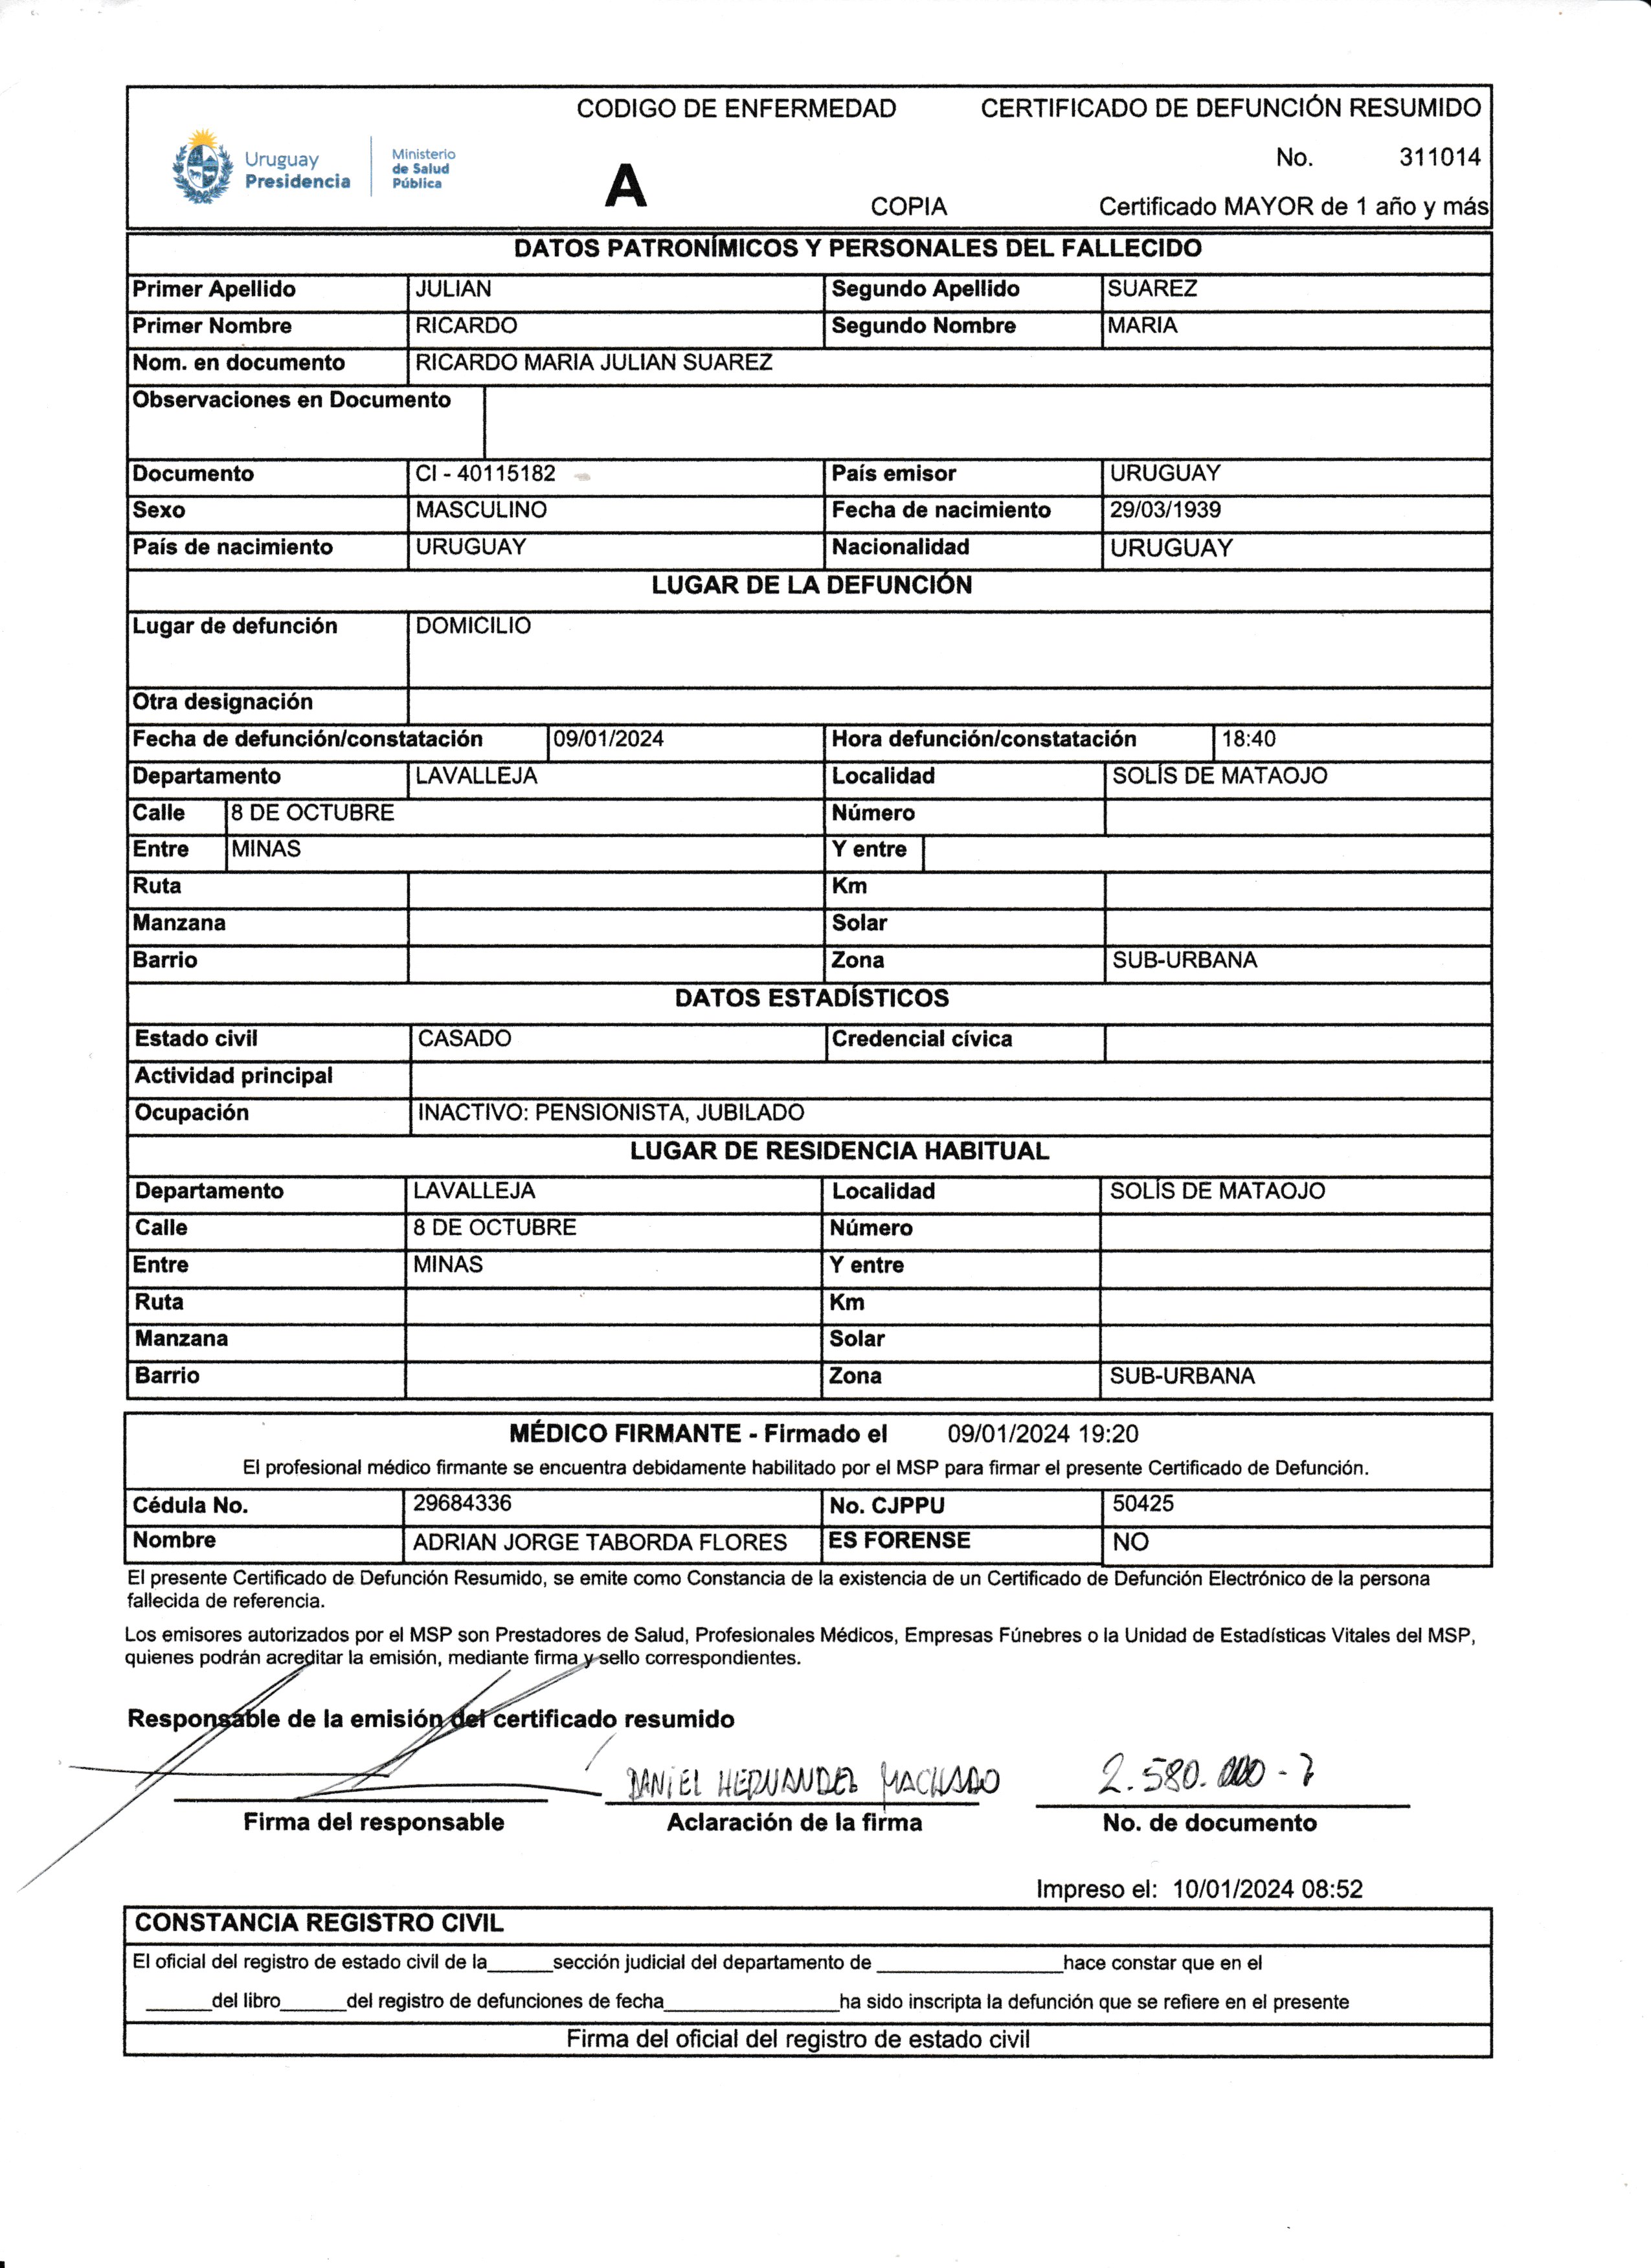 CODIGO DE ENFERMEDAD CERTIFICADO DE DEFUNCIÓN RESUMIDO
Uruguay Presidencia Ministerio de Salud Pública
A
No. 311014
COPIA Certificado MAYOR de 1 año y más
DATOS PATRONÍMICOS Y PERSONALES DEL FALLECIDO
Primer Apellido JULIAN Segundo Apellido SUAREZ
Primer Nombre RICARDO Segundo Nombre MARIA
Nom. en documento RICARDO MARIA JULIAN SUAREZ
Observaciones en Documento
Documento CI - 40115182 País emisor URUGUAY
Sexo MASCULINO Fecha de nacimiento 29/03/1939
País de nacimiento URUGUAY Nacionalidad URUGUAY
LUGAR DE LA DEFUNCIÓN
Lugar de defunción DOMICILIO
Otra designación
Fecha de defunción/constatación 09/01/2024 Hora defunción/constatación 18:40
Departamento LAVALLEJA Localidad SOLÍS DE MATAOJO
Calle 8 DE OCTUBRE Número
Entre MINAS Y entre
Ruta Km
Manzana Solar
Barrio Zona SUB-URBANA
DATOS ESTADÍSTICOS
Estado civil CASADO Credencial cívica
Actividad principal
Ocupación INACTIVO: PENSIONISTA, JUBILADO
LUGAR DE RESIDENCIA HABITUAL
Departamento LAVALLEJA Localidad SOLÍS DE MATAOJO
Calle 8 DE OCTUBRE Número
Entre MINAS Y entre
Ruta Km
Manzana Solar
Barrio Zona SUB-URBANA
MÉDICO FIRMANTE - Firmado el 09/01/2024 19:20
El profesional médico firmante se encuentra debidamente habilitado por el MSP para firmar el presente Certificado de Defunción.
Cédula No. 29684336 No. CJPPU 50425
Nombre ADRIAN JORGE TABORDA FLORES ES FORENSE NO
El presente Certificado de Defunción Resumido, se emite como Constancia de la existencia de un Certificado de Defunción Electrónico de la persona
fallecida de referencia.
Los emisores autorizados por el MSP son Prestadores de Salud, Profesionales Médicos, Empresas Fúnebres o la Unidad de Estadísticas Vitales del MSP,
quienes podrán acreditar la emisión, mediante firma y sello correspondientes.
Responsable de la emisión del certificado resumido
DANIEL HERNANDEZ MACHADO 2.580.000-7
Firma del responsable Aclaración de la firma No. de documento
Impreso el: 10/01/2024 08:52
CONSTANCIA REGISTRO CIVIL
El oficial del registro de estado civil de la______sección judicial del departamento de _________________hace constar que en el
______del libro______del registro de defunciones de fecha________________ha sido inscripta la defunción que se refiere en el presente
Firma del oficial del registro de estado civil